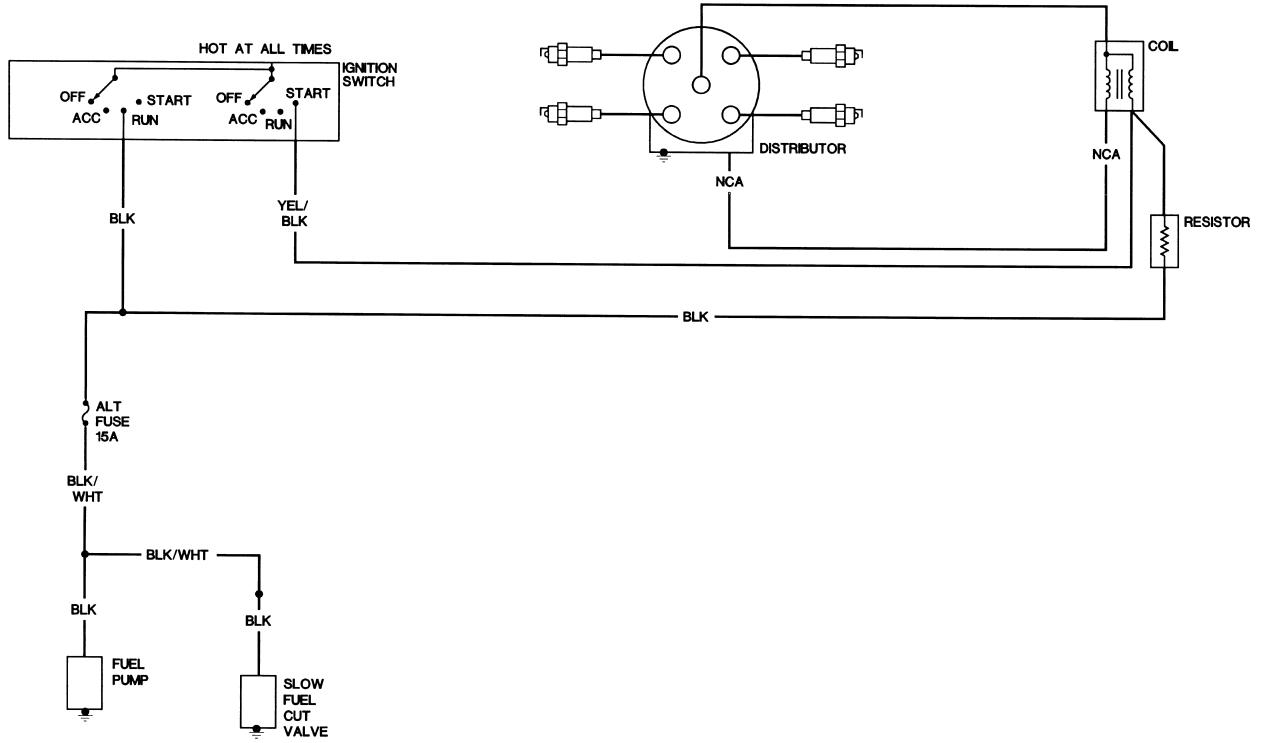 HOT AT ALL TIMES
IGNITION
SWITCH
OFF
START
ACC
RUN
OFF
START
ACC
RUN
COIL
DISTRIBUTOR
NCA
NCA
BLK
YEL/
BLK
RESISTOR
BLK
ALT
FUSE
15A
BLK/
WHT
BLK/WHT
BLK
BLK
FUEL
PUMP
SLOW
FUEL
CUT
VALVE